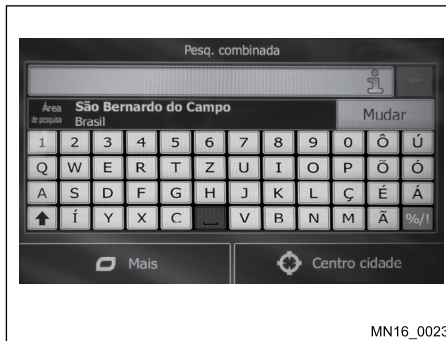 Pesq. combinada
Área de pesquisa
São Bernardo do Campo
Brasil
Mudar
1 2 3 4 5 6 7 8 9 0 Ô Ú
Q W E R T Z U I O P Õ Ó
A S D F G H J K L Ç É Á
Í Y X C V B N M Ã %/!
Mais
Centro cidade
MN16_0023